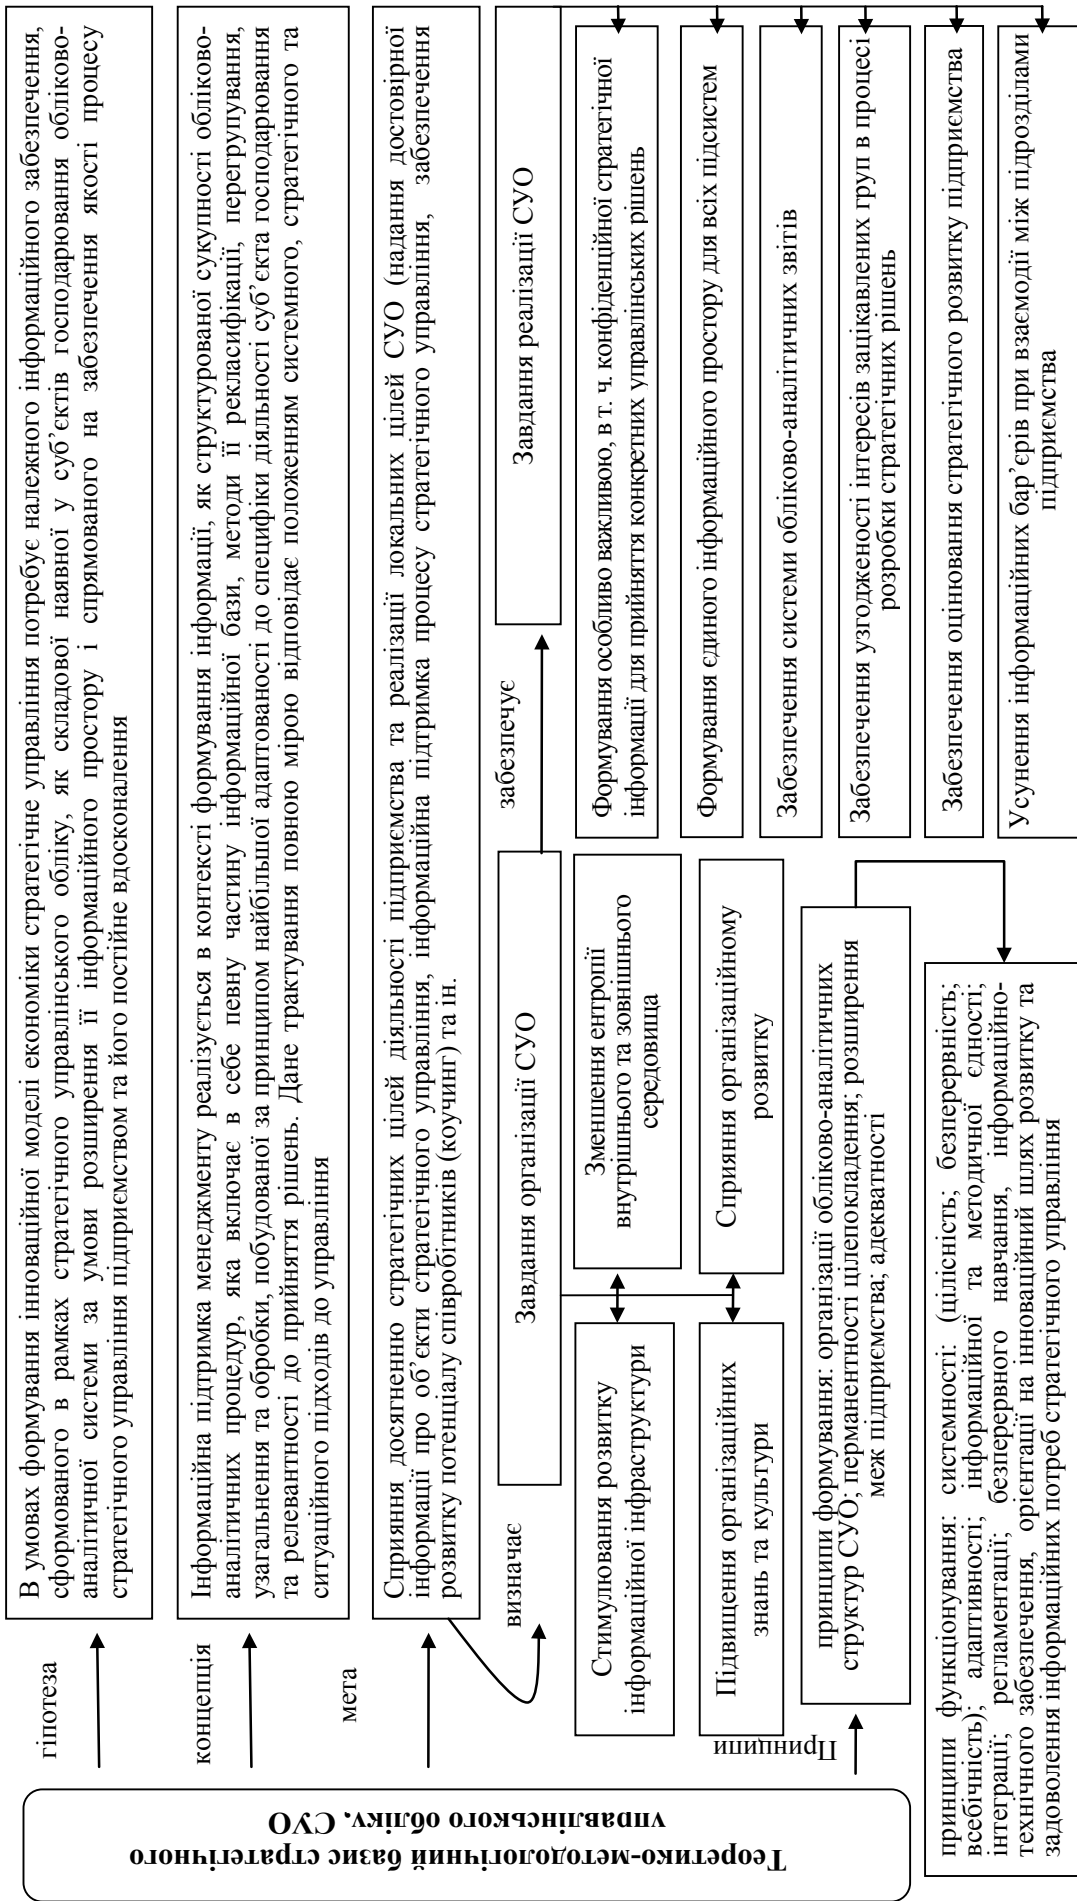 Теоретико-методологічний базис стратегічного
управлінського обліку, СУО
гіпотеза
В умовах формування інноваційної моделі економіки стратегічне управління потребує належного інформаційного забезпечення,
сформованого в рамках стратегічного управлінського обліку, як складової наявної у суб’єктів господарювання обліково-
аналітичної системи за умови розширення її інформаційного простору і спрямованого на забезпечення якості процесу
стратегічного управління підприємством та його постійне вдосконалення
концепція
Інформаційна підтримка менеджменту реалізується в контексті формування інформації, як структурованої сукупності обліково-
аналітичних процедур, яка включає в себе певну частину інформаційної бази, методи її рекласифікації, перегрупування,
узагальнення та обробки, побудованої за принципом найбільшої адаптованості до специфіки діяльності суб’єкта господарювання
та релевантності до прийняття рішень. Дане трактування повною мірою відповідає положенням системного, стратегічного та
ситуаційного підходів до управління
мета
Сприяння досягненню стратегічних цілей діяльності підприємства та реалізації локальних цілей СУО (надання достовірної
інформації про об’єкти стратегічного управління, інформаційна підтримка процесу стратегічного управління, забезпечення
розвитку потенціалу співробітників (коучинг) та ін.
визначає
Завдання організації СУО
забезпечує
Завдання реалізації СУО
Стимулювання розвитку
інформаційної інфраструктури
Зменшення ентропії
внутрішнього та зовнішнього
середовища
Підвищення організаційних
знань та культури
Сприяння організаційному
розвитку
Формування особливо важливою, в т. ч. конфіденційної стратегічної
інформації для прийняття конкретних управлінських рішень
Формування єдиного інформаційного простору для всіх підсистем
Забезпечення системи обліково-аналітичних звітів
Забезпечення узгодженості інтересів зацікавлених груп в процесі
розробки стратегічних рішень
Забезпечення оцінювання стратегічного розвитку підприємства
Усунення інформаційних бар’єрів при взаємодії між підрозділами
підприємства
Принципи
принципи формування: організації обліково-аналітичних
структур СУО; перманентності цілепокладення; розширення
меж підприємства; адекватності
принципи функціонування: системності: (цілісність; безперервність;
всебічність); адаптивності; інформаційної та методичної єдності;
інтеграції; регламентації; безперервного навчання, інформаційно-
технічного забезпечення, орієнтації на інноваційний шлях розвитку та
задоволення інформаційних потреб стратегічного управління